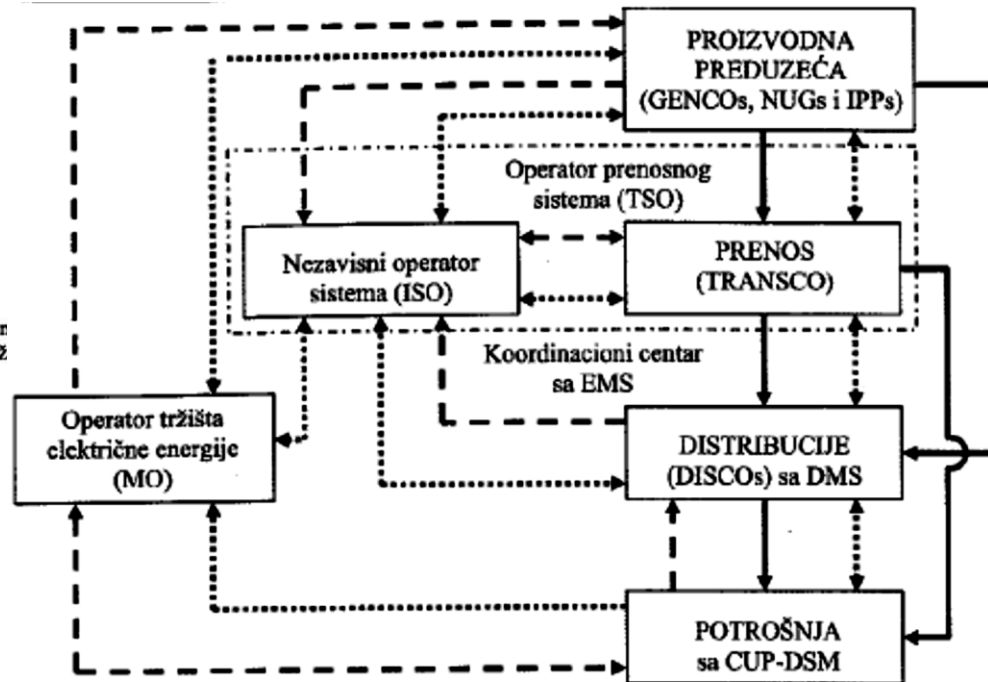 PROIZVODNA
PREDUZEĆA
(GENCOs, NUGs i IPPs)
Operator prenosnog
sistema (TSO)
Nezavisni operator
sistema (ISO)
PRENOS
(TRANSCO)
Koordinacioni centar
sa EMS
Operator tržišta
električne energije
(MO)
DISTRIBUCIJE
(DISCOs) sa DMS
POTROŠNJA
sa CUP-DSM